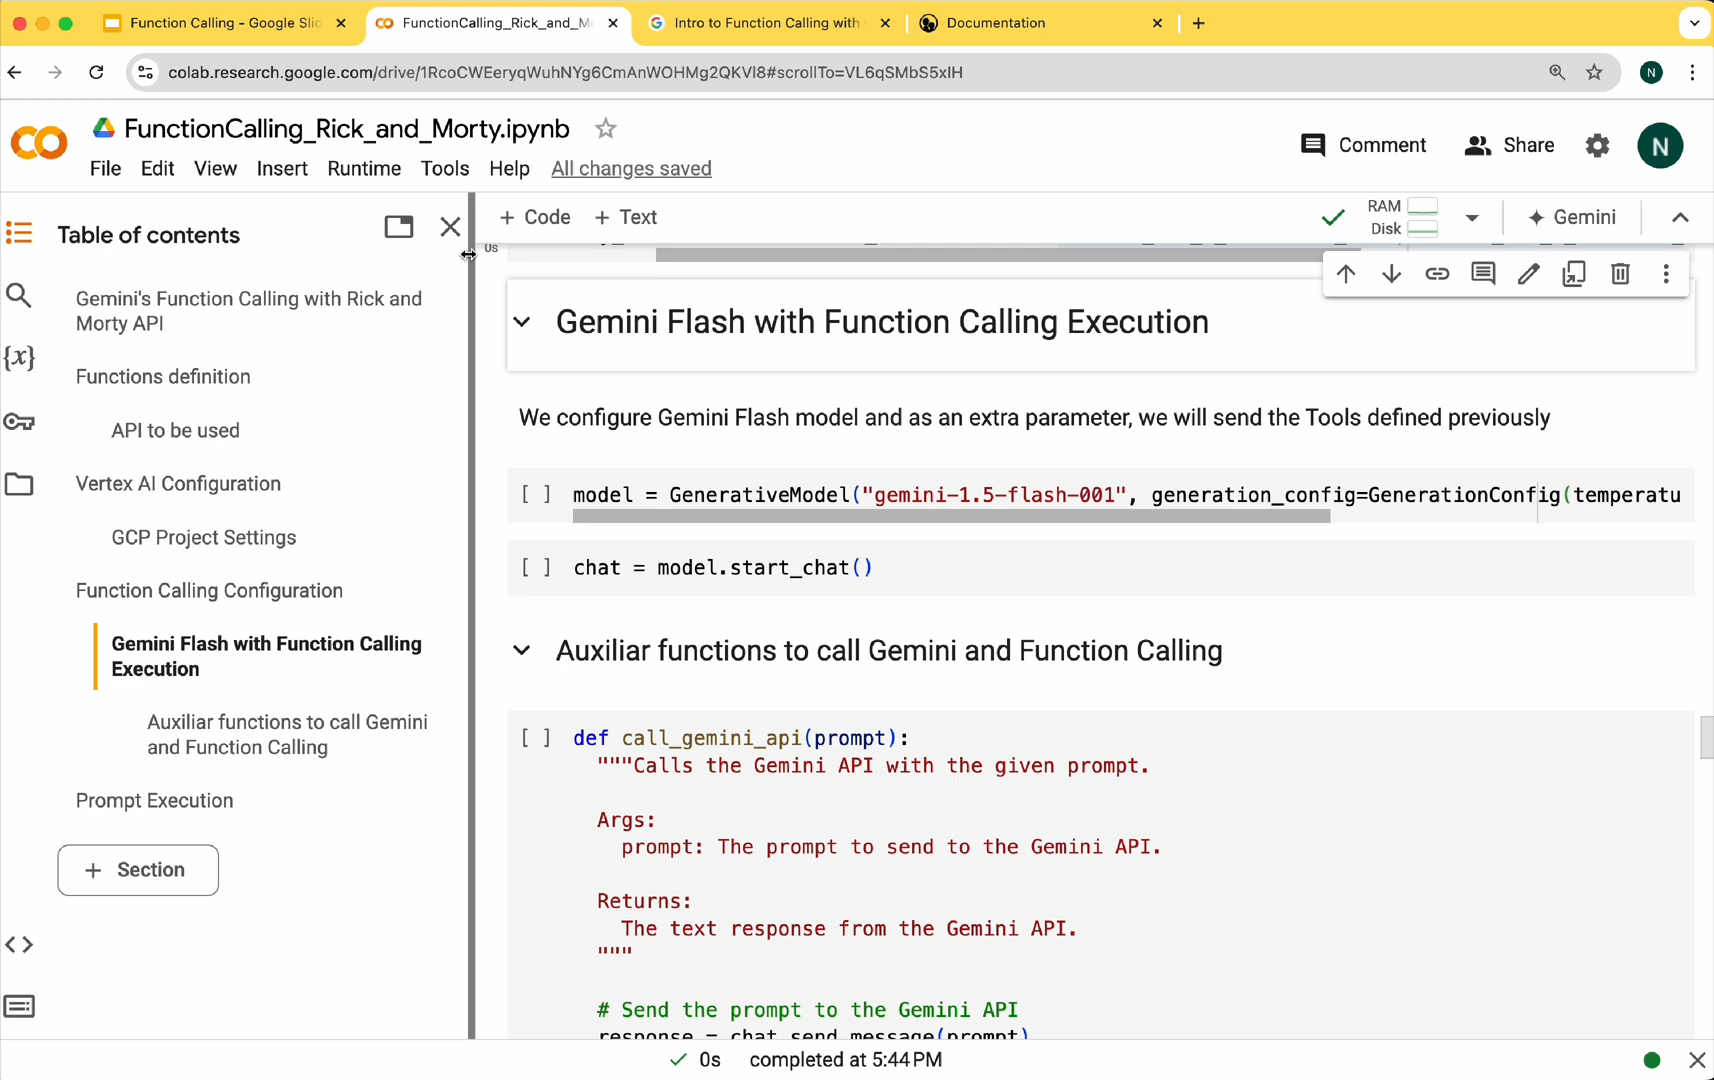 Function Calling - Google Slid
FunctionCalling_Rick_and_M
Intro to Function Calling with
Documentation
colab.research.google.com/drive/1RcoCWEeryqWuhNYg6CmAnWOHMg2QKVl8#scrollTo=VL6qSMbS5xIH
N
FunctionCalling_Rick_and_Morty.ipynb
Comment
Share
N
File Edit View Insert Runtime Tools Help All changes saved
Table of contents
+ Code + Text
RAM
Disk
Gemini
0s
Gemini's Function Calling with Rick and
Morty API
Functions definition
API to be used
Vertex AI Configuration
GCP Project Settings
Function Calling Configuration
Gemini Flash with Function Calling
Execution
Auxiliar functions to call Gemini
and Function Calling
Prompt Execution
+ Section
{x}
Gemini Flash with Function Calling Execution
We configure Gemini Flash model and as an extra parameter, we will send the Tools defined previously
[ ] model = GenerativeModel("gemini-1.5-flash-001", generation_config=GenerationConfig(temperatu
[ ] chat = model.start_chat()
Auxiliar functions to call Gemini and Function Calling
[ ] def call_gemini_api(prompt):
"""Calls the Gemini API with the given prompt.
Args:
prompt: The prompt to send to the Gemini API.
Returns:
The text response from the Gemini API.
"""
# Send the prompt to the Gemini API
response = chat.send_message(prompt)
0s completed at 5:44 PM